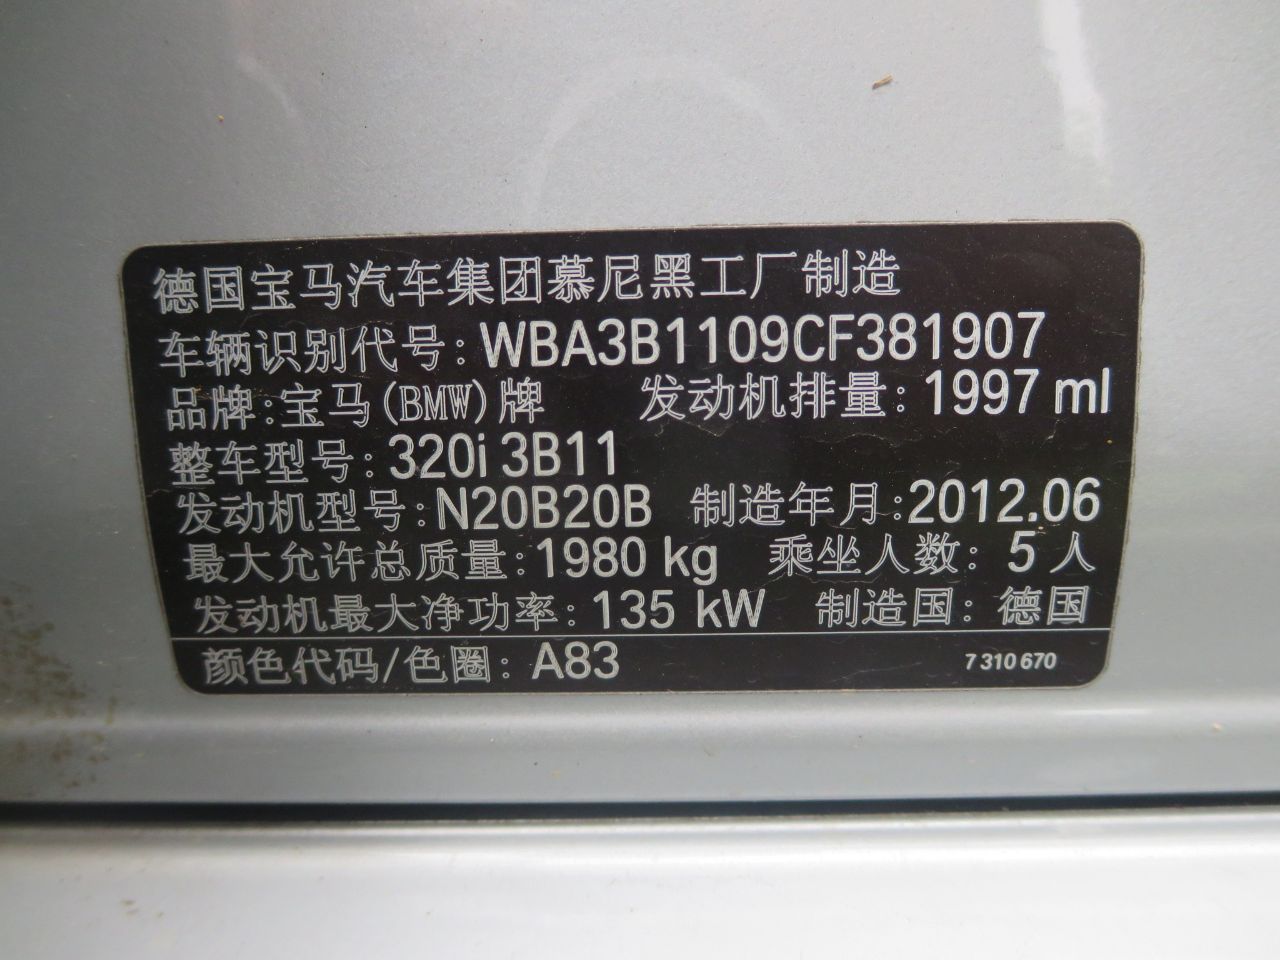 德国宝马汽车集团慕尼黑工厂制造
车辆识别代号: WBA3B1109CF381907
品牌:宝马(BMW)牌 发动机排量: 1997 ml
整车型号: 320i 3B11
发动机型号: N20B20B 制造年月:2012.06
最大允许总质量: 1980 kg 乘坐人数: 5 人
发动机最大净功率: 135 kW 制造国: 德国
颜色代码/色圈: A83 7 310 670